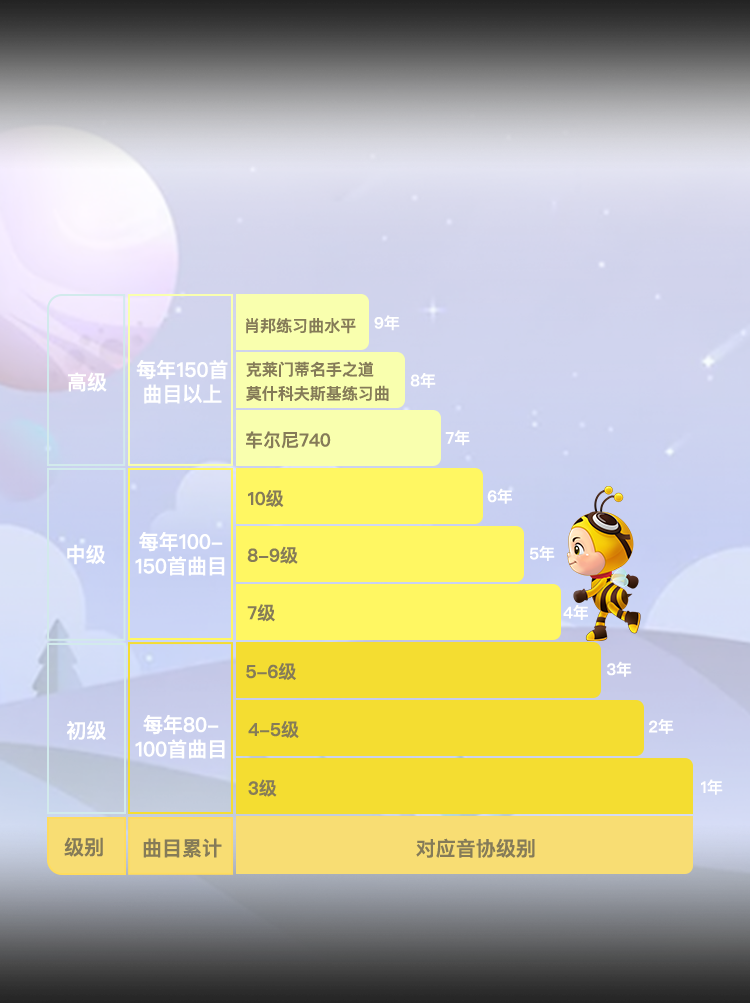 肖邦练习曲水平
9年
高级
每年150首
曲目以上
克莱门蒂名手之道
莫什科夫斯基练习曲
8年
车尔尼740
7年
10级
6年
中级
每年100-
150首曲目
8-9级
5年
7级
4年
5-6级
3年
初级
每年80-
100首曲目
4-5级
2年
3级
1年
级别
曲目累计
对应音协级别